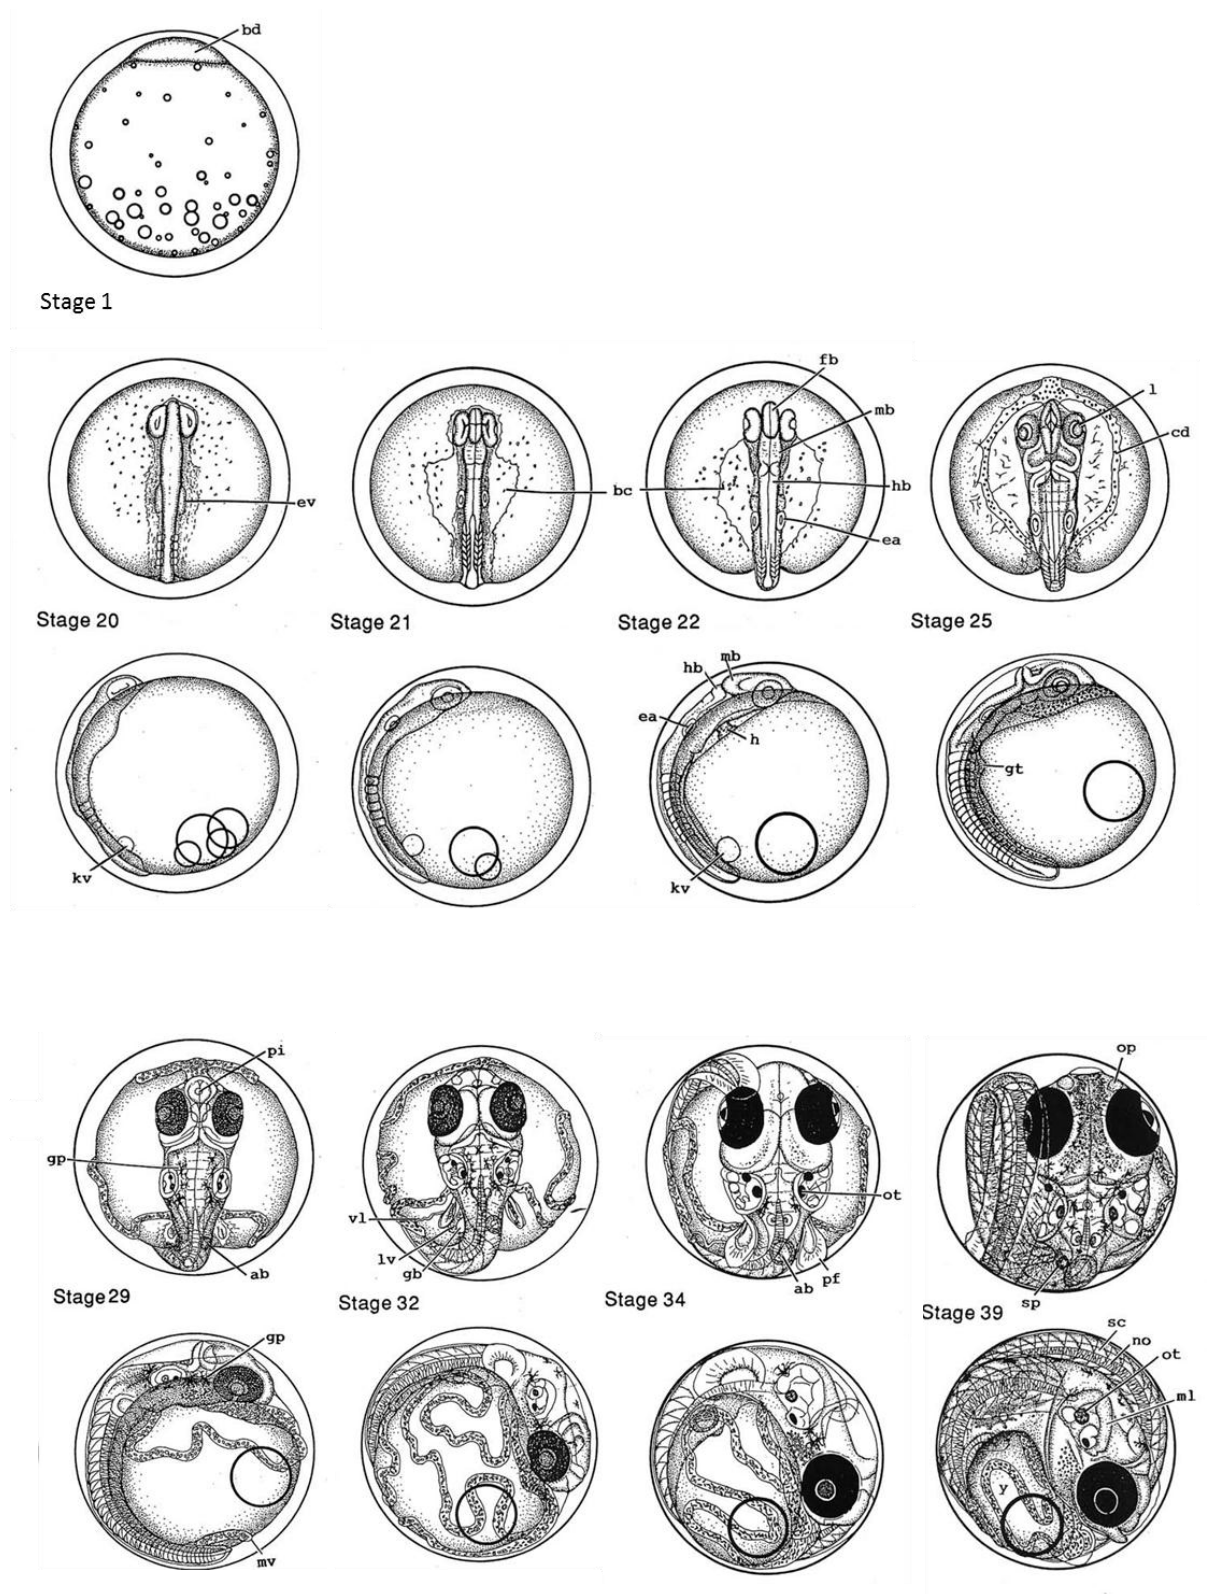 bd
Stage 1
fb
mb
l
cd
ev
bc
hb
ea
Stage 20
Stage 21
Stage 22
Stage 25
mb
hb
ea
h
gt
kv
kv
pi
op
gp
ot
vl
lv
gb
ab
ab
pf
sp
Stage 29
Stage 32
Stage 34
Stage 39
gp
sc
no
ot
ml
y
mv